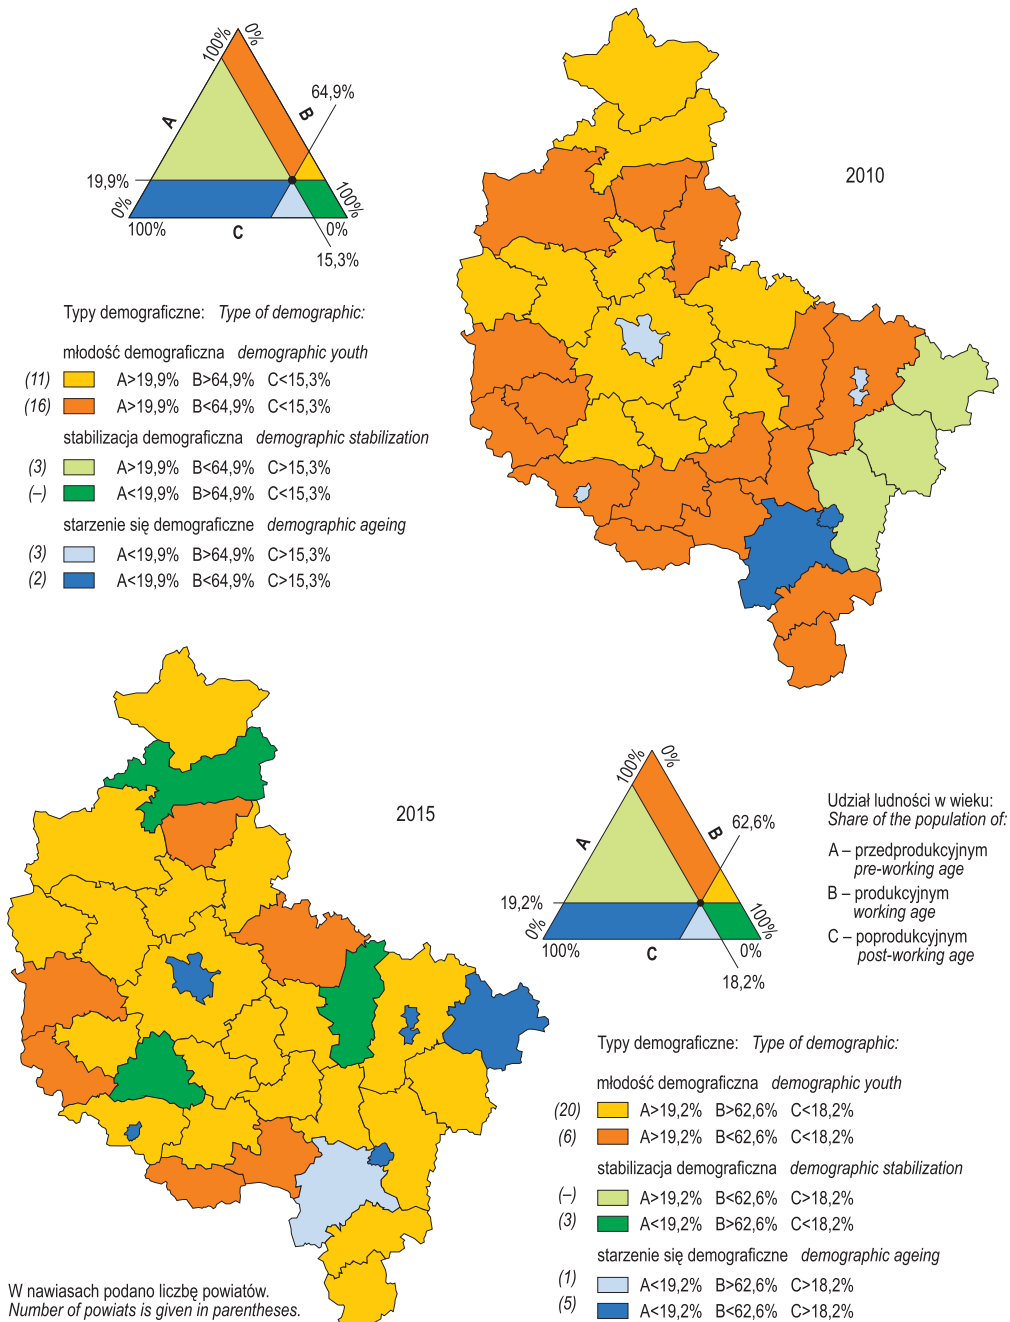 100%
0%
64,9%
A
B
19,9%
0%
100%
100%
C
0%
15,3%
2010
Typy demograficzne: Type of demographic:
młodość demograficzna demographic youth
(11) A>19,9% B>64,9% C<15,3%
(16) A>19,9% B<64,9% C<15,3%
stabilizacja demograficzna demographic stabilization
(3) A>19,9% B<64,9% C>15,3%
(–) A<19,9% B>64,9% C<15,3%
starzenie się demograficzne demographic ageing
(3) A<19,9% B>64,9% C>15,3%
(2) A<19,9% B<64,9% C>15,3%
2015
100%
0%
62,6%
A
B
19,2%
0%
100%
100%
C
0%
18,2%
Udział ludności w wieku:
Share of the population of:
A – przedprodukcyjnym
pre-working age
B – produkcyjnym
working age
C – poprodukcyjnym
post-working age
Typy demograficzne: Type of demographic:
młodość demograficzna demographic youth
(20) A>19,2% B>62,6% C<18,2%
(6) A>19,2% B<62,6% C<18,2%
stabilizacja demograficzna demographic stabilization
(–) A>19,2% B<62,6% C>18,2%
(3) A<19,2% B>62,6% C<18,2%
starzenie się demograficzne demographic ageing
(1) A<19,2% B>62,6% C>18,2%
(5) A<19,2% B<62,6% C>18,2%
W nawiasach podano liczbę powiatów.
Number of powiats is given in parentheses.